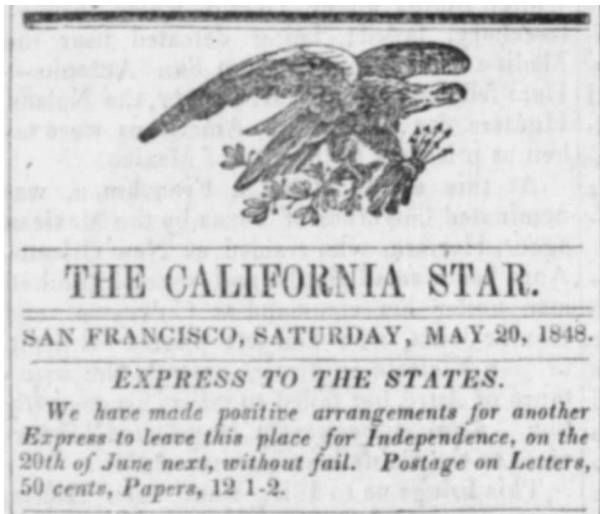 THE CALIFORNIA STAR.
SAN FRANCISCO, SATURDAY, MAY 20, 1848.
EXPRESS TO THE STATES.
We have made positive arrangements for another
Express to leave this place for Independence, on the
20th of June next, without fail. Postage on Letters,
50 cents, Papers, 12 1-2.